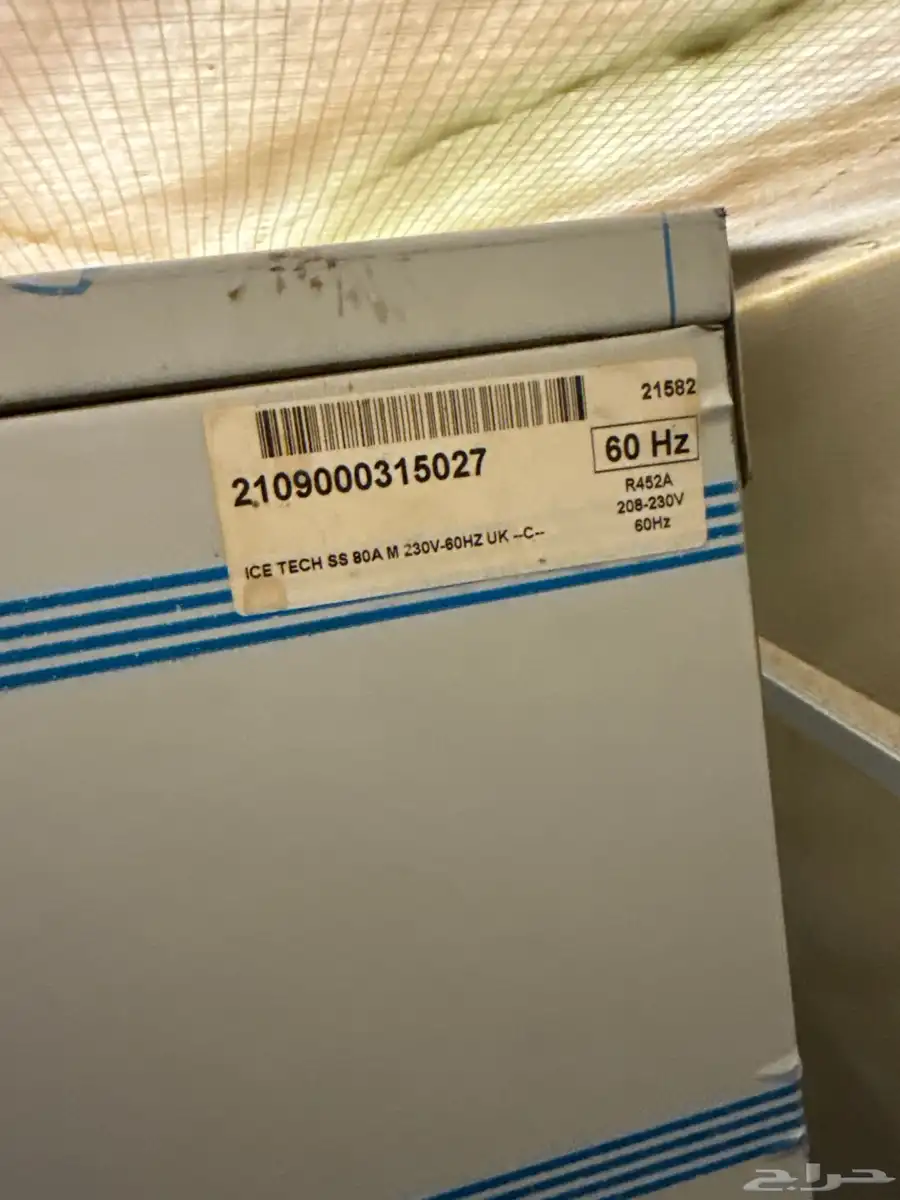 21582
2109000315027
60 Hz
R452A
208-230V
60Hz
ICE TECH SS 80A M 230V-60HZ UK --C--
حراج